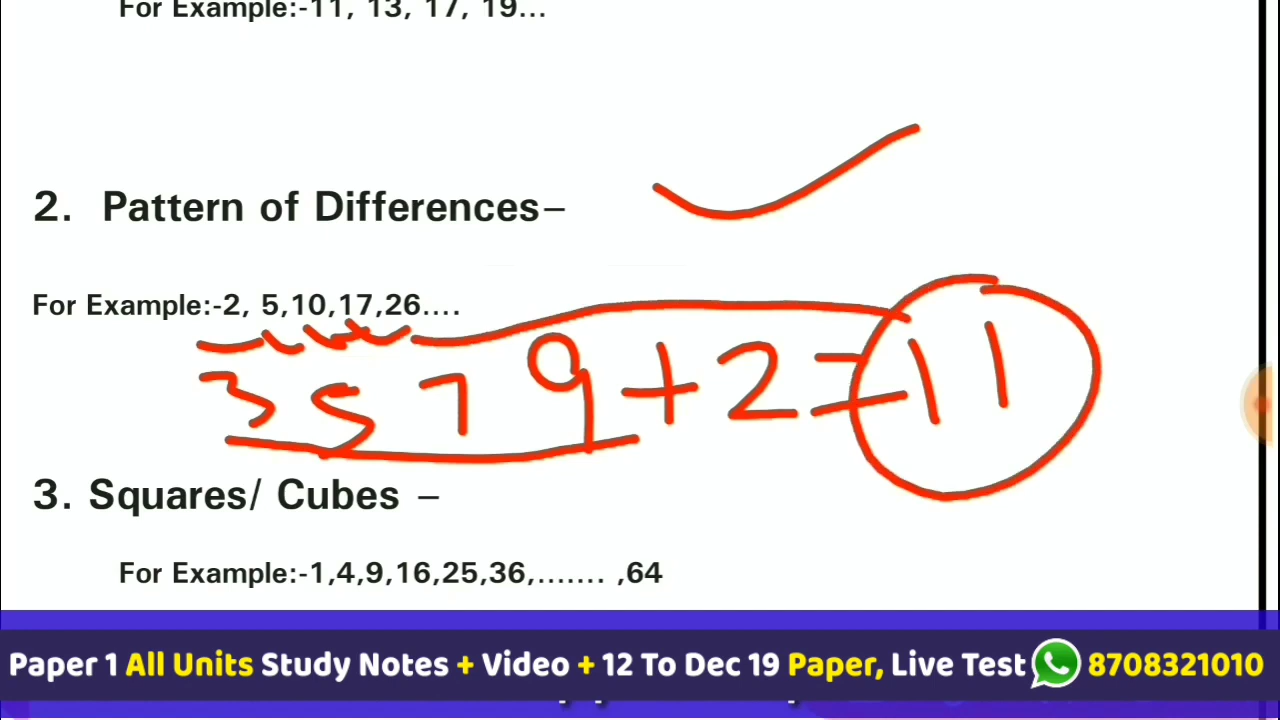 For Example:-11, 13, 17, 19...
2. Pattern of Differences–
For Example:-2, 5,10,17,26....
3 5 7 9+2=11
3. Squares/ Cubes –
For Example:-1,4,9,16,25,36,....... ,64
Paper 1 All Units Study Notes + Video + 12 To Dec 19 Paper, Live Test 8708321010